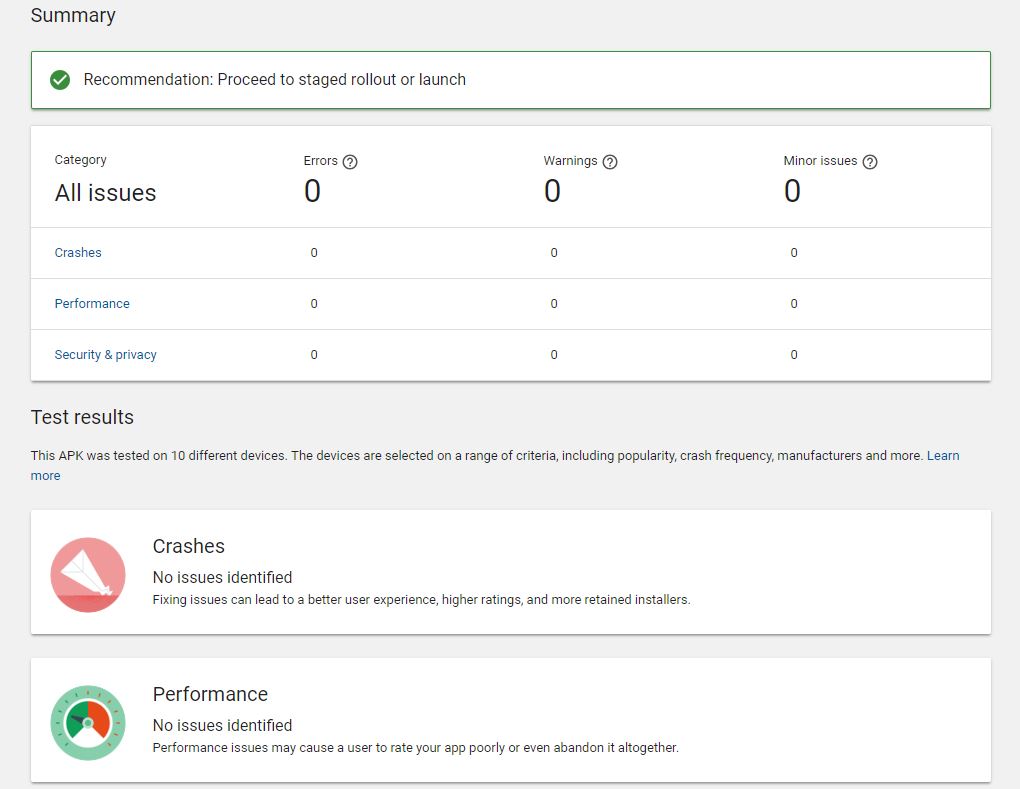 Summary
Recommendation: Proceed to staged rollout or launch
Category Errors Warnings Minor issues
All issues 0 0 0
Crashes 0 0 0
Performance 0 0 0
Security & privacy 0 0 0
Test results
This APK was tested on 10 different devices. The devices are selected on a range of criteria, including popularity, crash frequency, manufacturers and more. Learn
more
Crashes
No issues identified
Fixing issues can lead to a better user experience, higher ratings, and more retained installers.
Performance
No issues identified
Performance issues may cause a user to rate your app poorly or even abandon it altogether.